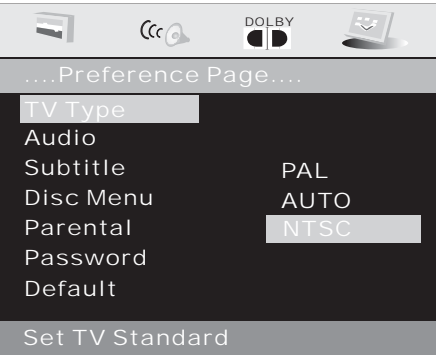 DOLBY
....Preference Page....
TV Type
Audio
Subtitle
PAL
Disc Menu
AUTO
Parental
NTSC
Password
Default
Set TV Standard